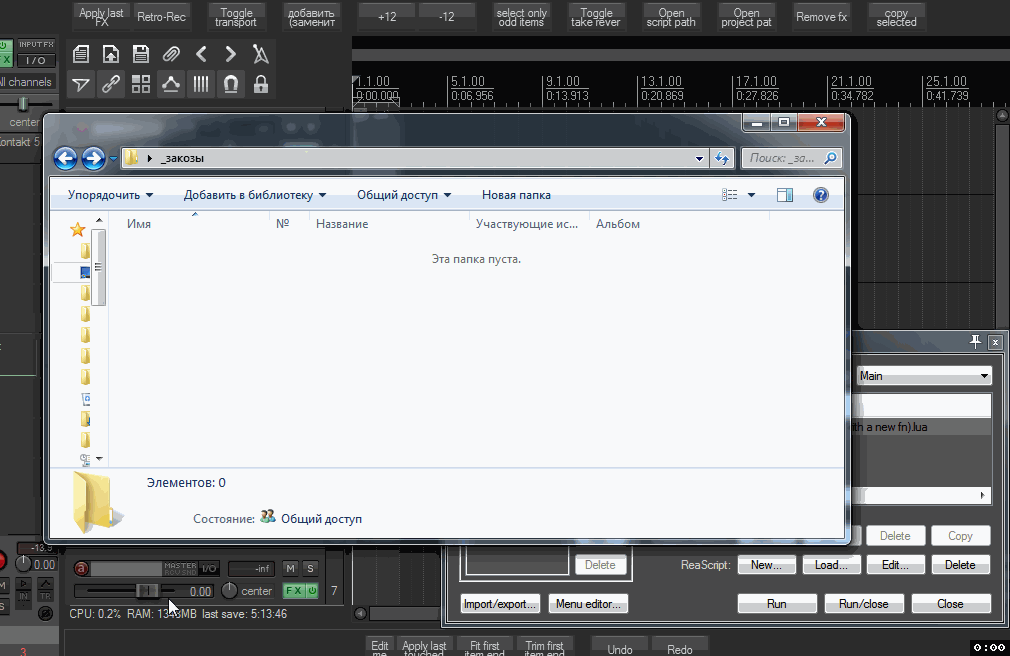 Apply last
FX
Retro-Rec
Toggle
transport
добавить
(заменит
+12
-12
select only
odd items
Toggle
take rever
Open
script path
Open
project pat
Remove fx
copy
selected
INPUT FX
FX
I/O
All channels
center
Kontakt 5
1.1.00
0:00.000
5.1.00
0:06.956
9.1.00
0:13.913
13.1.00
0:20.869
17.1.00
0:27.826
21.1.00
0:34.782
25.1.00
0:41.739
_закозы
Поиск: _за...
Упорядочить
Добавить в библиотеку
Общий доступ
Новая папка
Имя
№
Название
Участвующие ис...
Альбом
Эта папка пуста.
Элементов: 0
Состояние:
Общий доступ
Main
ith a new fn).lua
Delete
Copy
Delete
ReaScript:
New...
Load...
Edit...
Delete
Import/export...
Menu editor...
Run
Run/close
Close
-13.9
0.00
M
S
IN
TR
3
a
MASTER
I/O
-inf
M
S
0.00
center
FX
7
CPU: 0.2% RAM: 1343MB last save: 5:13:46
Edit
me
Apply last
touched
Fit first
item end
Trim first
item end
Undo
Redo
0:00